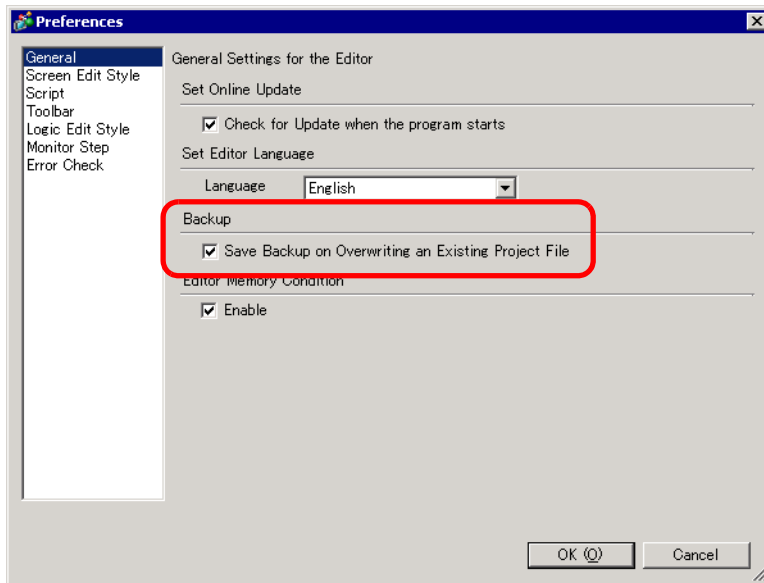 Preferences
General
Screen Edit Style
Script
Toolbar
Logic Edit Style
Monitor Step
Error Check
General Settings for the Editor
Set Online Update
Check for Update when the program starts
Set Editor Language
Language English
Backup
Save Backup on Overwriting an Existing Project File
Editor Memory Condition
Enable
OK (O) Cancel